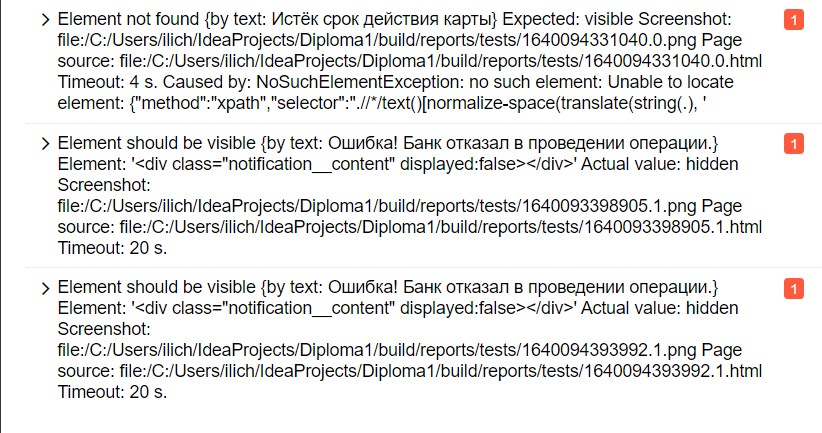 Element not found {by text: Истёк срок действия карты} Expected: visible Screenshot: 1
file:/C:/Users/ilich/IdeaProjects/Diploma1/build/reports/tests/1640094331040.0.png Page
source: file:/C:/Users/ilich/IdeaProjects/Diploma1/build/reports/tests/1640094331040.0.html
Timeout: 4 s. Caused by: NoSuchElementException: no such element: Unable to locate
element: {"method":"xpath","selector":".//*/text()[normalize-space(translate(string(.), '
Element should be visible {by text: Ошибка! Банк отказал в проведении операции.} 1
Element: '<div class="notification__content" displayed:false></div>' Actual value: hidden
Screenshot:
file:/C:/Users/ilich/IdeaProjects/Diploma1/build/reports/tests/1640093398905.1.png Page
source: file:/C:/Users/ilich/IdeaProjects/Diploma1/build/reports/tests/1640093398905.1.html
Timeout: 20 s.
Element should be visible {by text: Ошибка! Банк отказал в проведении операции.} 1
Element: '<div class="notification__content" displayed:false></div>' Actual value: hidden
Screenshot:
file:/C:/Users/ilich/IdeaProjects/Diploma1/build/reports/tests/1640094393992.1.png Page
source: file:/C:/Users/ilich/IdeaProjects/Diploma1/build/reports/tests/1640094393992.1.html
Timeout: 20 s.